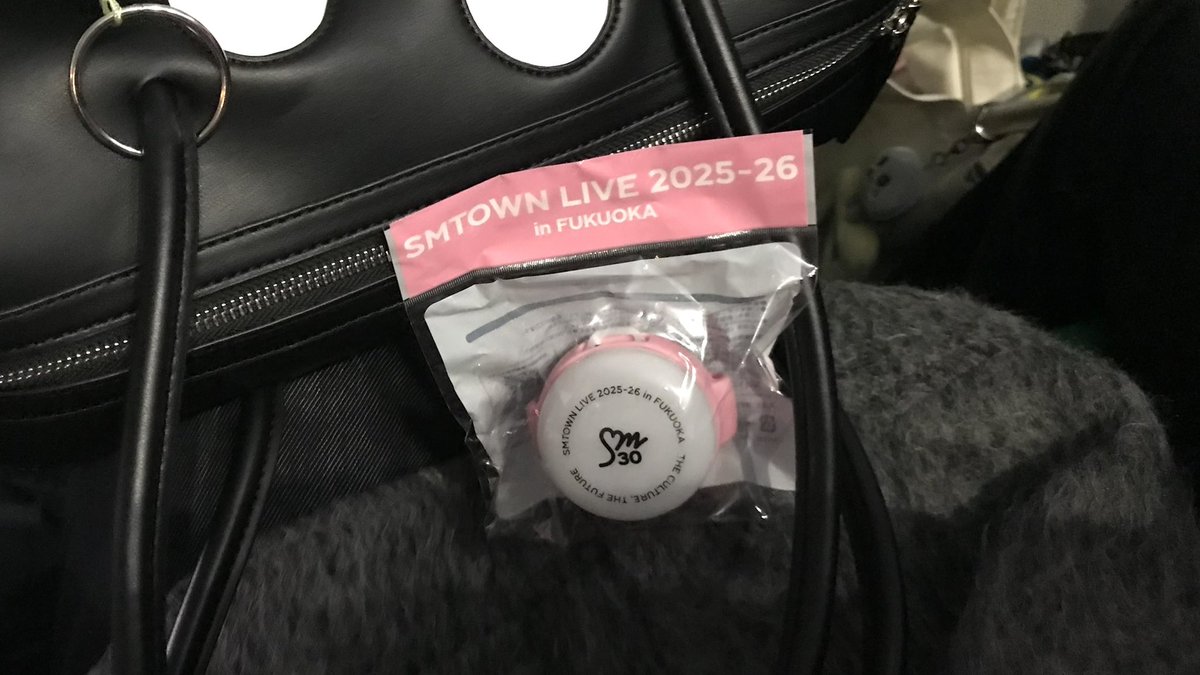 SMTOWN LIVE 2025-26
in FUKUOKA
SMTOWN LIVE 2025-26 in FUKUOKA
THE CULTURE, THE FUTURE
Sm
30